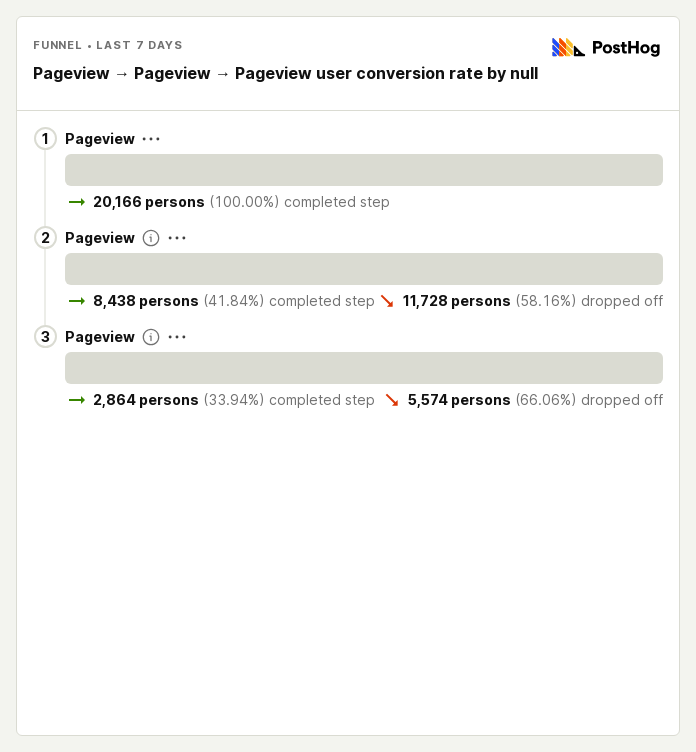 FUNNEL • LAST 7 DAYS
PostHog
Pageview → Pageview → Pageview user conversion rate by null
1 Pageview ···
→ 20,166 persons (100.00%) completed step
2 Pageview ···
→ 8,438 persons (41.84%) completed step ↘ 11,728 persons (58.16%) dropped off
3 Pageview ···
→ 2,864 persons (33.94%) completed step ↘ 5,574 persons (66.06%) dropped off